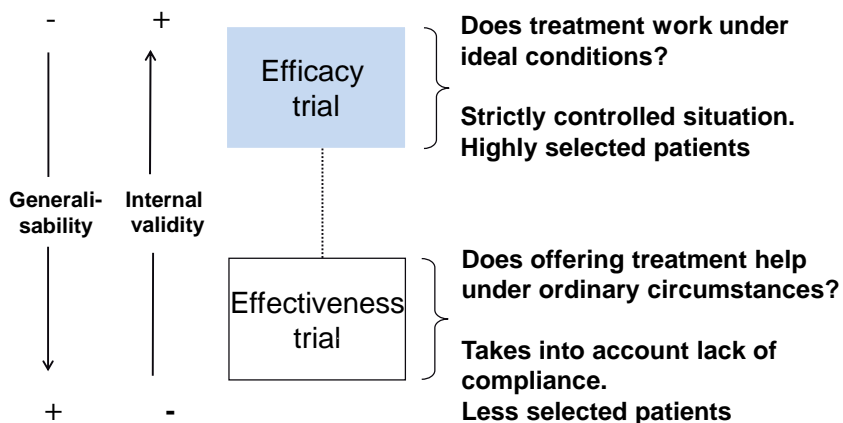 - +
Does treatment work under
ideal conditions?
Efficacy
trial
Strictly controlled situation.
Highly selected patients
Generali-
sability
Internal
validity
Does offering treatment help
under ordinary circumstances?
Effectiveness
trial
Takes into account lack of
compliance.
Less selected patients
+ -